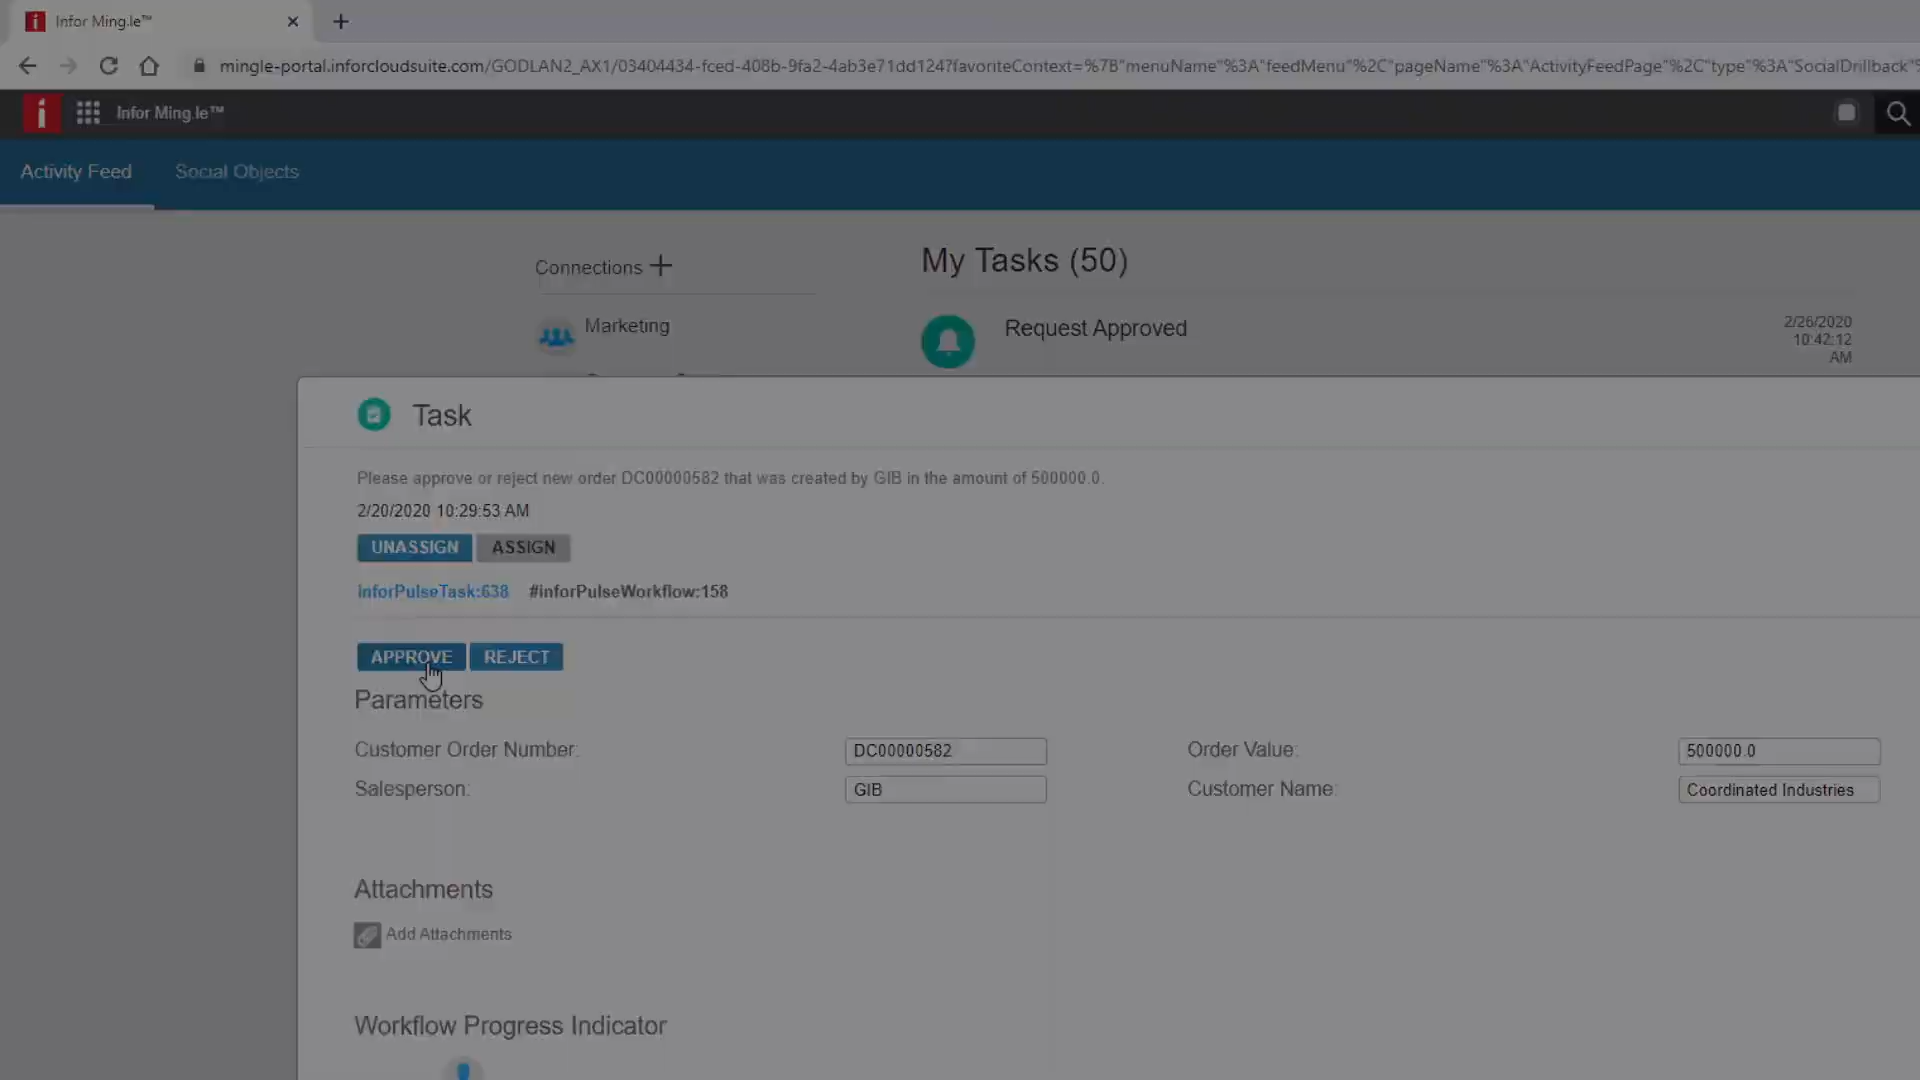 Infor Ming.le™
mingle-portal.inforcloudsuite.com/GODLAN2_AX1/03404434-fced-408b-9fa2-4ab3e71dd124?favoriteContext=%7B"menuName"%3A"feedMenu"%2C"pageName"%3A"ActivityFeedPage"%2C"type"%3A"SocialDrillback"%
Infor Ming.le™
Activity Feed
Social Objects
Connections
My Tasks (50)
Marketing
Request Approved
2/26/2020
10:42:12
AM
Task
Please approve or reject new order DC00000582 that was created by GIB in the amount of 500000.0.
2/20/2020 10:29:53 AM
UNASSIGN ASSIGN
inforPulseTask:638 #inforPulseWorkflow:158
APPROVE REJECT
Parameters
Customer Order Number: DC00000582 Order Value: 500000.0
Salesperson: GIB Customer Name: Coordinated Industries
Attachments
Add Attachments
Workflow Progress Indicator